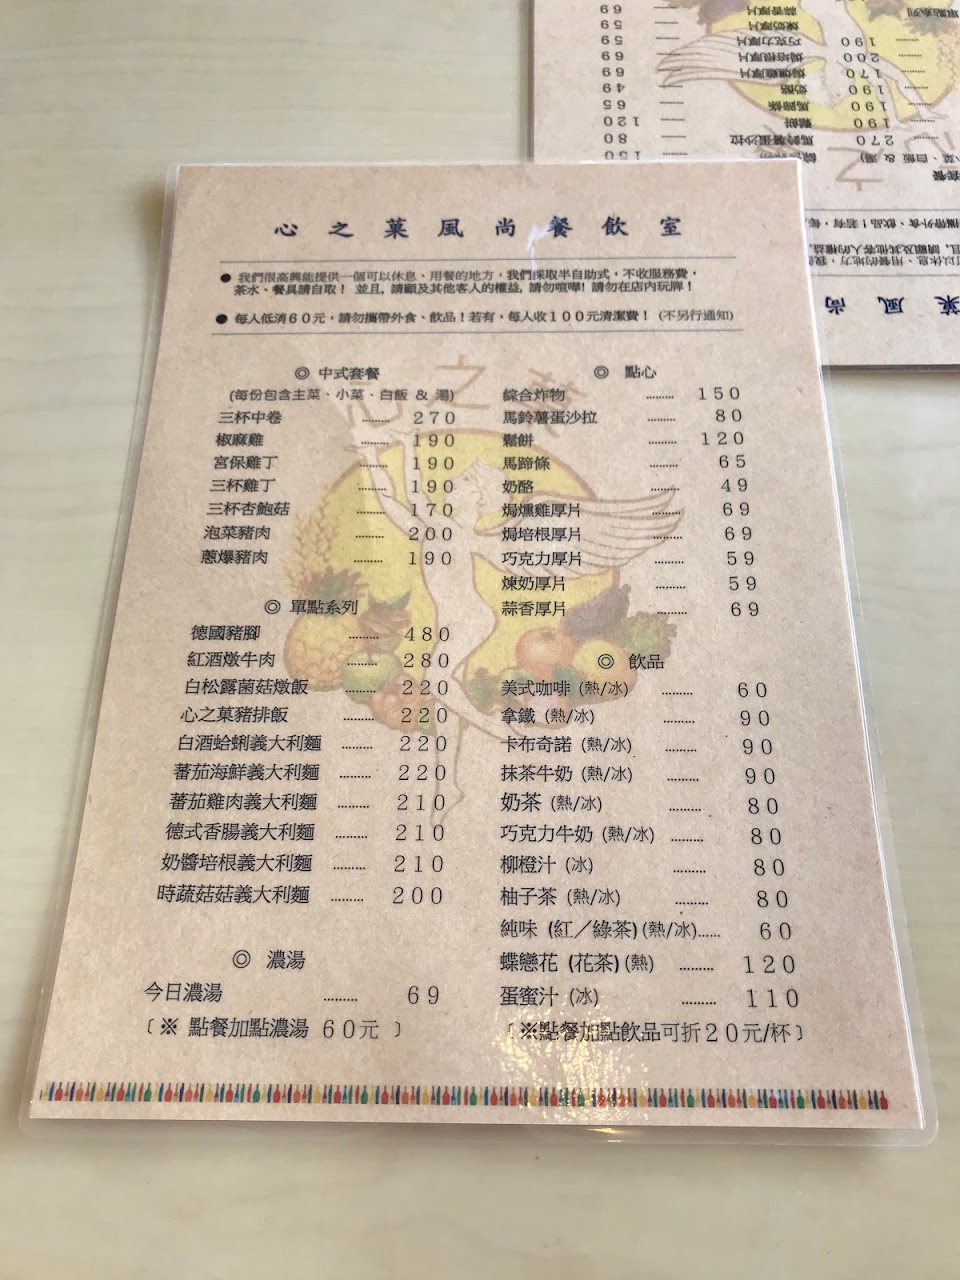 心之菓風尚餐飲室
● 我們很高興能提供一個可以休息、用餐的地方，我們採取半自助式，不收服務費，
茶水、餐具請自取！ 並且, 請顧及其他客人的權益, 請勿喧嘩! 請勿在店內玩牌！
● 每人低消60元，請勿攜帶外食、飲品！若有，每人收100元清潔費！ (不另行通知)
◎ 中式套餐
(每份包含主菜、小菜、白飯 & 湯)
三杯中卷 ......... 270
椒麻雞 ......... 190
宮保雞丁 ......... 190
三杯雞丁 ......... 190
三杯杏鮑菇 ......... 170
泡菜豬肉 ......... 200
蔥爆豬肉 ......... 190
◎ 單點系列
德國豬腳 ......... 480
紅酒燉牛肉 ......... 280
白松露菌菇燉飯 ......... 220
心之菓豬排飯 ......... 220
白酒蛤蜊義大利麵 ......... 220
蕃茄海鮮義大利麵 ......... 220
蕃茄雞肉義大利麵 ......... 210
德式香腸義大利麵 ......... 210
奶醬培根義大利麵 ......... 210
時蔬菇菇義大利麵 ......... 200
◎ 濃湯
今日濃湯 ......... 69
〔※ 點餐加點濃湯 60元 〕
◎ 點心
綜合炸物 ......... 150
馬鈴薯蛋沙拉 ......... 80
鬆餅 ......... 120
馬蹄條 ......... 65
奶酪 ......... 49
焗燻雞厚片 ......... 69
焗培根厚片 ......... 69
巧克力厚片 ......... 59
煉奶厚片 ......... 59
蒜香厚片 ......... 69
◎ 飲品
美式咖啡 (熱/冰) ......... 60
拿鐵 (熱/冰) ......... 90
卡布奇諾 (熱/冰) ......... 90
抹茶牛奶 (熱/冰) ......... 90
奶茶 (熱/冰) ......... 80
巧克力牛奶 (熱/冰) ......... 80
柳橙汁 (冰) ......... 80
柚子茶 (熱/冰) ......... 80
純味 (紅／綠茶) (熱/冰)...... 60
蝶戀花 (花茶) (熱) ......... 120
蛋蜜汁 (冰) ......... 110
〔※點餐加點飲品可折20元/杯〕